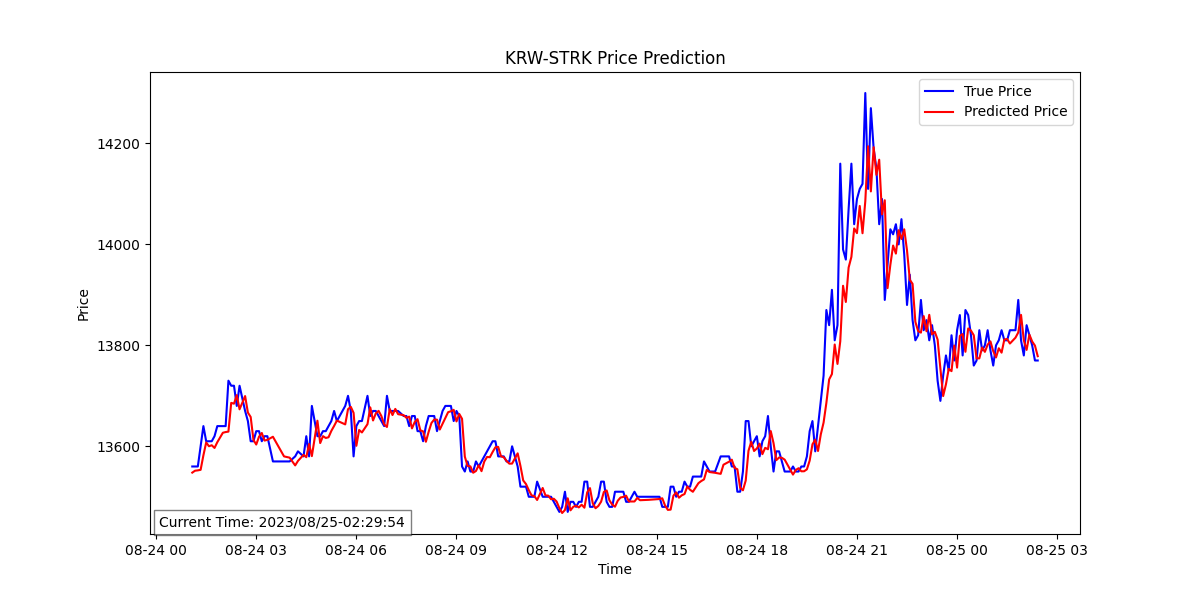 KRW-STRK Price Prediction
True Price
Predicted Price
Price
14200
14000
13800
13600
Current Time: 2023/08/25-02:29:54
08-24 00 08-24 03 08-24 06 08-24 09 08-24 12 08-24 15 08-24 18 08-24 21 08-25 00 08-25 03
Time